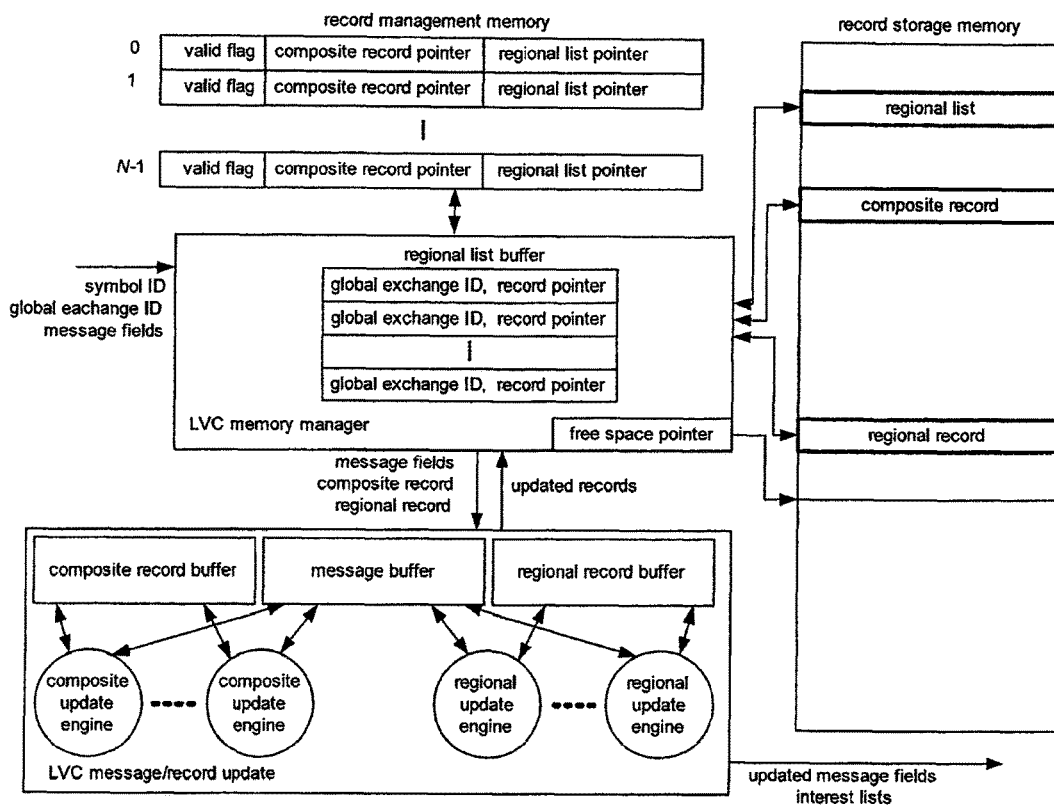 record management memory
record storage memory
0 valid flag composite record pointer regional list pointer
1 valid flag composite record pointer regional list pointer
N-1 valid flag composite record pointer regional list pointer
regional list
composite record
regional record
symbol ID
global eachange ID
message fields
regional list buffer
global exchange ID, record pointer
global exchange ID, record pointer
global exchange ID, record pointer
LVC memory manager
free space pointer
message fields
composite record
regional record
updated records
composite record buffer
message buffer
regional record buffer
composite
update
engine
composite
update
engine
regional
update
engine
regional
update
engine
LVC message/record update
updated message fields
interest lists